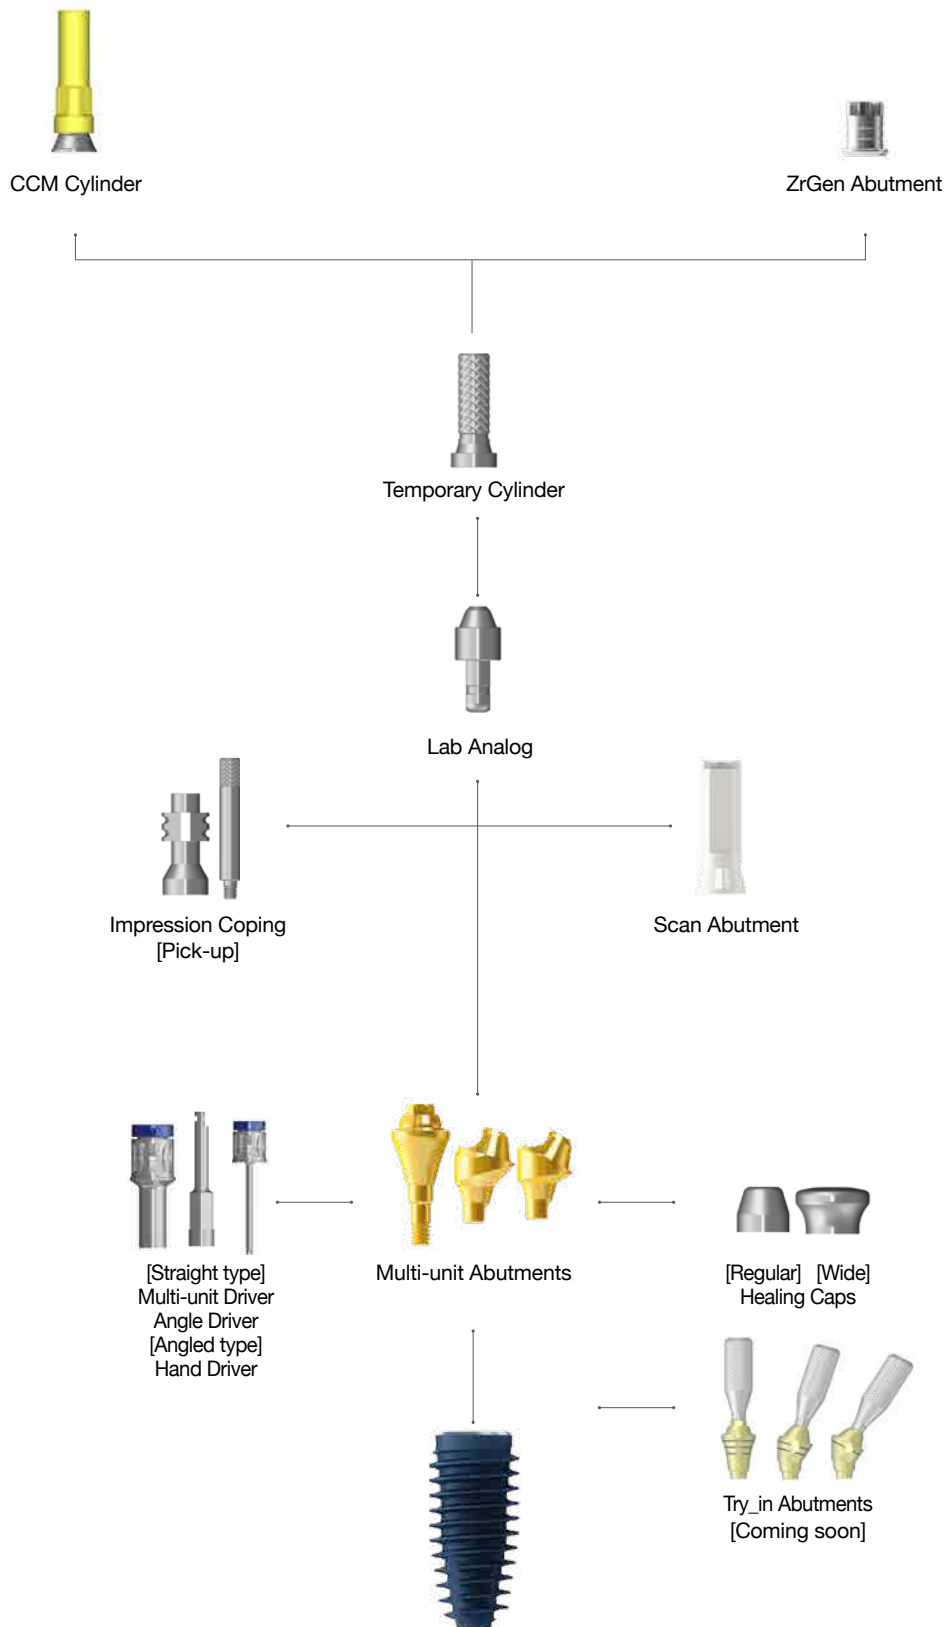 CCM Cylinder
ZrGen Abutment
Temporary Cylinder
Lab Analog
Impression Coping
[Pick-up]
Scan Abutment
[Straight type]
Multi-unit Driver
Angle Driver
[Angled type]
Hand Driver
Multi-unit Abutments
[Regular] [Wide]
Healing Caps
Try_in Abutments
[Coming soon]